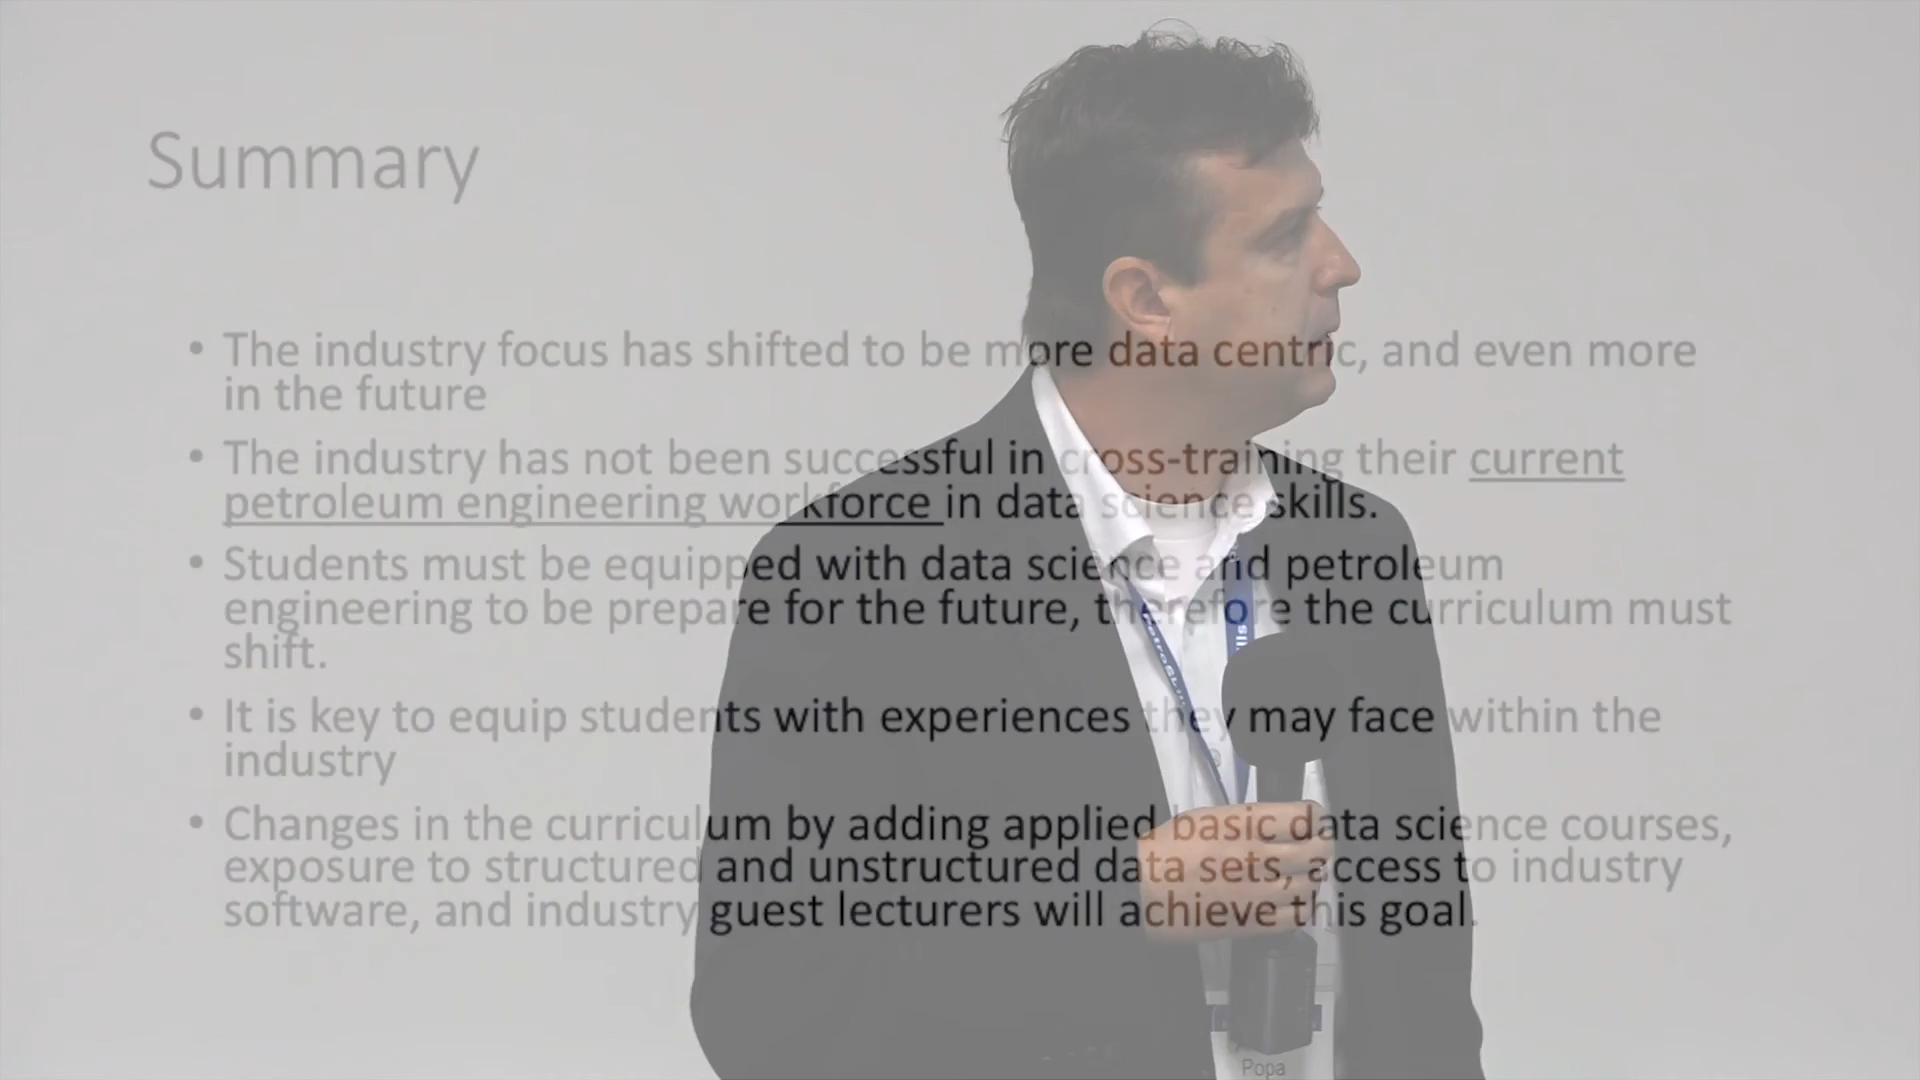 Summary
• The industry focus has shifted to be more data centric, and even more
in the future
• The industry has not been successful in cross-training their current
petroleum engineering workforce in data science skills.
• Students must be equipped with data science and petroleum
engineering to be prepare for the future, therefore the curriculum must
shift.
• It is key to equip students with experiences they may face within the
industry
• Changes in the curriculum by adding applied basic data science courses,
exposure to structured and unstructured data sets, access to industry
software, and industry guest lecturers will achieve this goal.
Popa